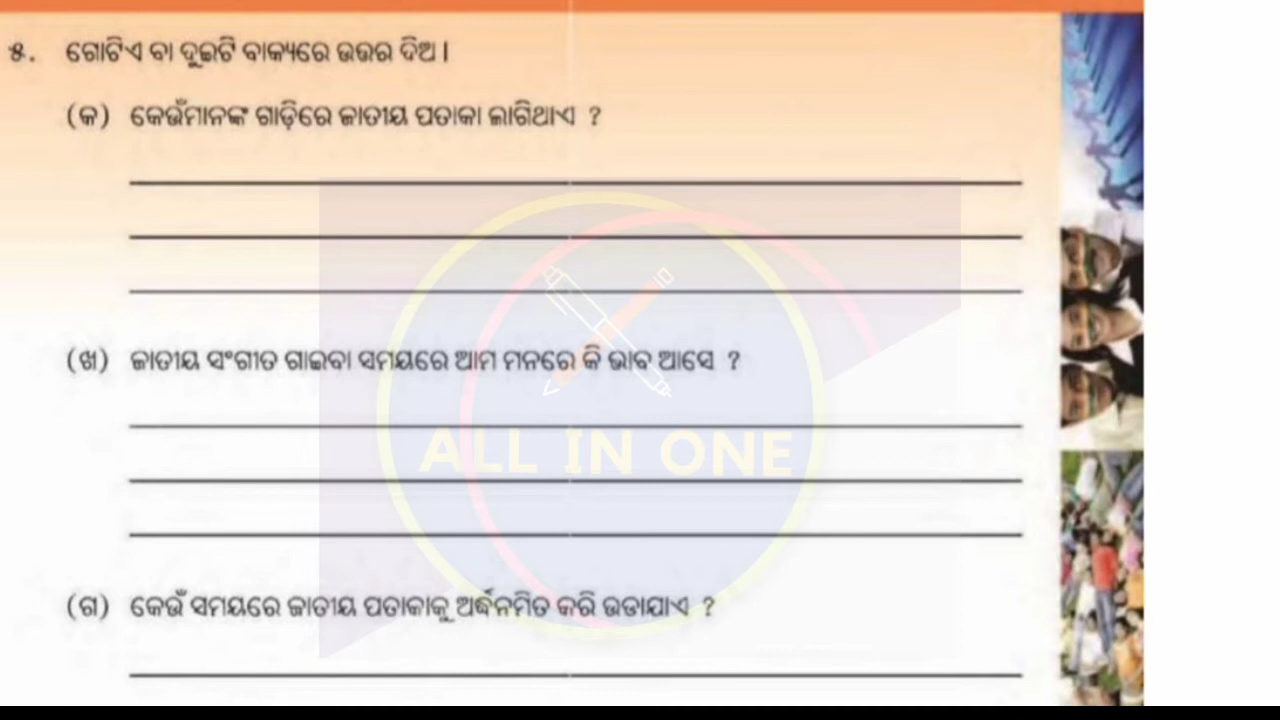 ୫. ଗୋଟିଏ ବା ଦୁଇଟି ବାକ୍ୟରେ ଉତ୍ତର ଦିଅ ।
(କ) କେଉଁମାନଙ୍କ ଗାଡ଼ିରେ ଜାତୀୟ ପତାକା ଲାଗିଥାଏ ?
(ଖ) ଜାତୀୟ ସଂଗୀତ ଗାଇବା ସମୟରେ ଆମ ମନରେ କି ଭାବ ଆସେ ?
ALL IN ONE
(ଗ) କେଉଁ ସମୟରେ ଜାତୀୟ ପତାକାକୁ ଅର୍ଦ୍ଧନମିତ କରି ଉଡାଯାଏ ?